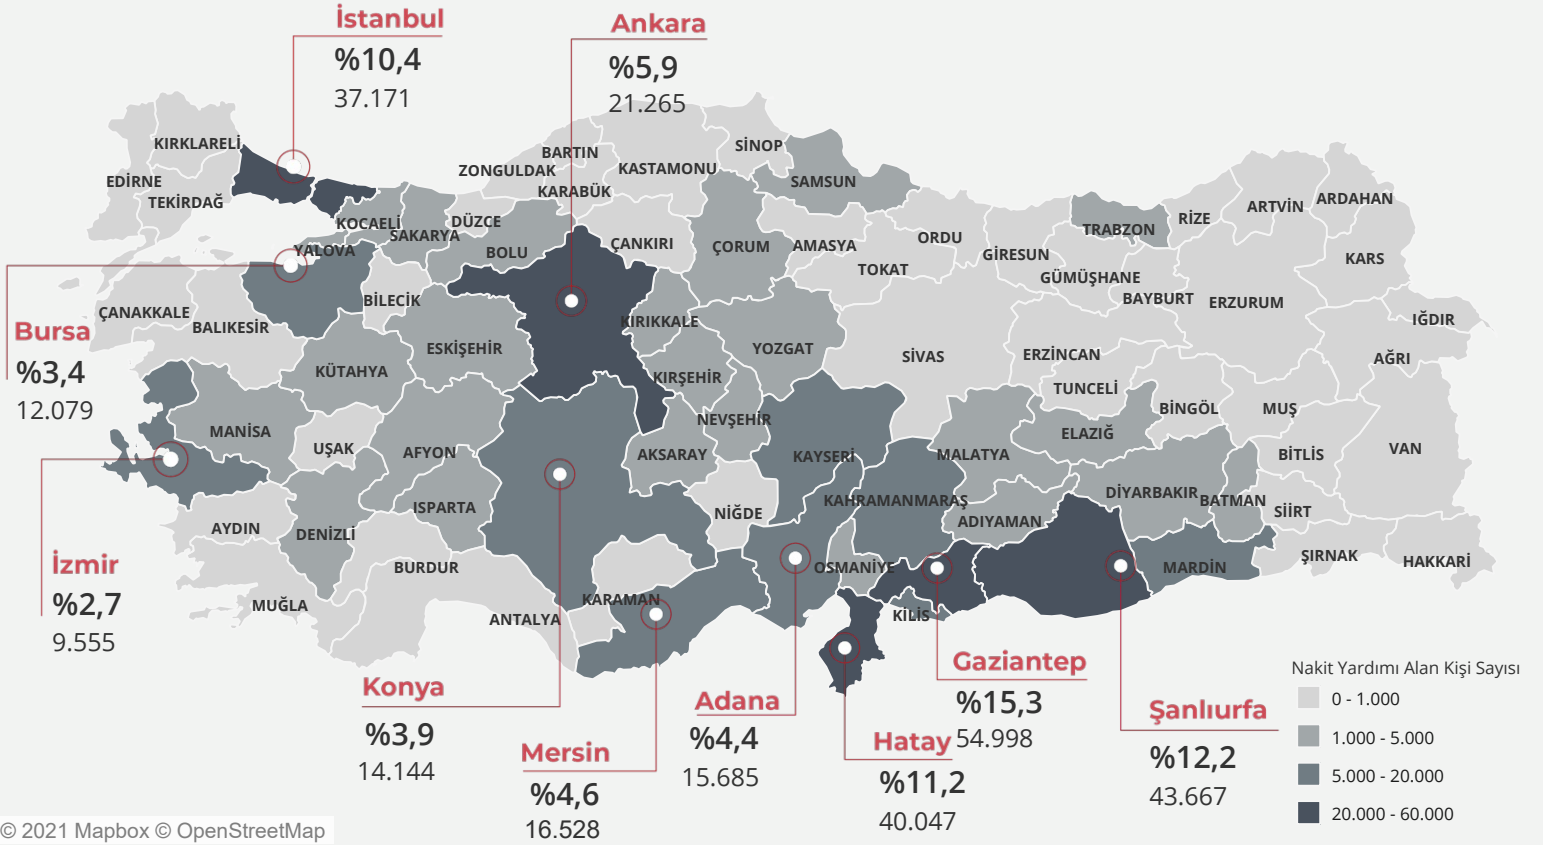 İstanbul
%10,4
37.171
Ankara
%5,9
21.265
KIRKLARELİ
EDİRNE
TEKİRDAĞ
ZONGULDAK
BARTIN
KARABÜK
KASTAMONU
SİNOP
SAMSUN
KOCAELİ
SAKARYA
DÜZCE
YALOVA
BOLU
ÇANKIRI
ÇORUM
AMASYA
TOKAT
ORDU
GİRESUN
TRABZON
RİZE
ARTVİN
ARDAHAN
KARS
GÜMÜŞHANE
BAYBURT
ERZURUM
IĞDIR
AĞRI
ÇANAKKALE
BALIKESİR
BİLECİK
ESKİŞEHİR
KÜTAHYA
KIRIKKALE
KIRŞEHİR
YOZGAT
SİVAS
ERZİNCAN
TUNCELİ
BİNGÖL
MUŞ
Bursa
%3,4
12.079
MANİSA
UŞAK
AFYON
NEVŞEHİR
AKSARAY
KAYSERİ
MALATYA
ELAZIĞ
BİTLİS
VAN
AYDIN
DENİZLİ
ISPARTA
NİĞDE
KAHRAMANMARAŞ
ADIYAMAN
DİYARBAKIR
BATMAN
SİİRT
ŞIRNAK
HAKKARİ
MARDİN
İzmir
%2,7
9.555
BURDUR
MUĞLA
ANTALYA
KARAMAN
OSMANİYE
KİLİS
Konya
%3,9
14.144
Mersin
%4,6
16.528
Adana
%4,4
15.685
Hatay
%11,2
40.047
Gaziantep
%15,3
54.998
Şanlıurfa
%12,2
43.667
Nakit Yardımı Alan Kişi Sayısı
0 - 1.000
1.000 - 5.000
5.000 - 20.000
20.000 - 60.000
© 2021 Mapbox © OpenStreetMap